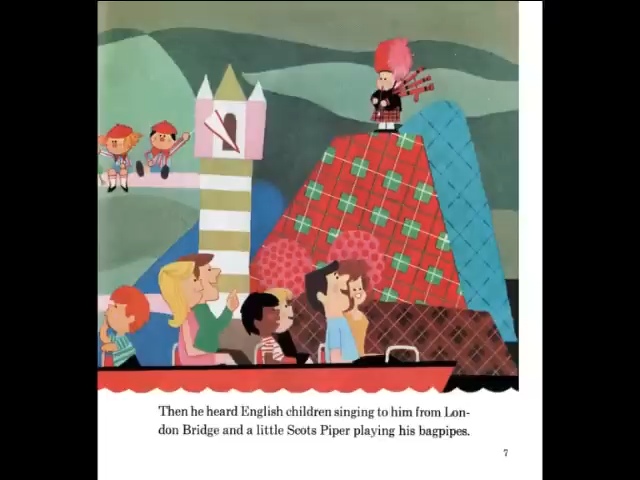 Then he heard English children singing to him from Lon-
don Bridge and a little Scots Piper playing his bagpipes.
7